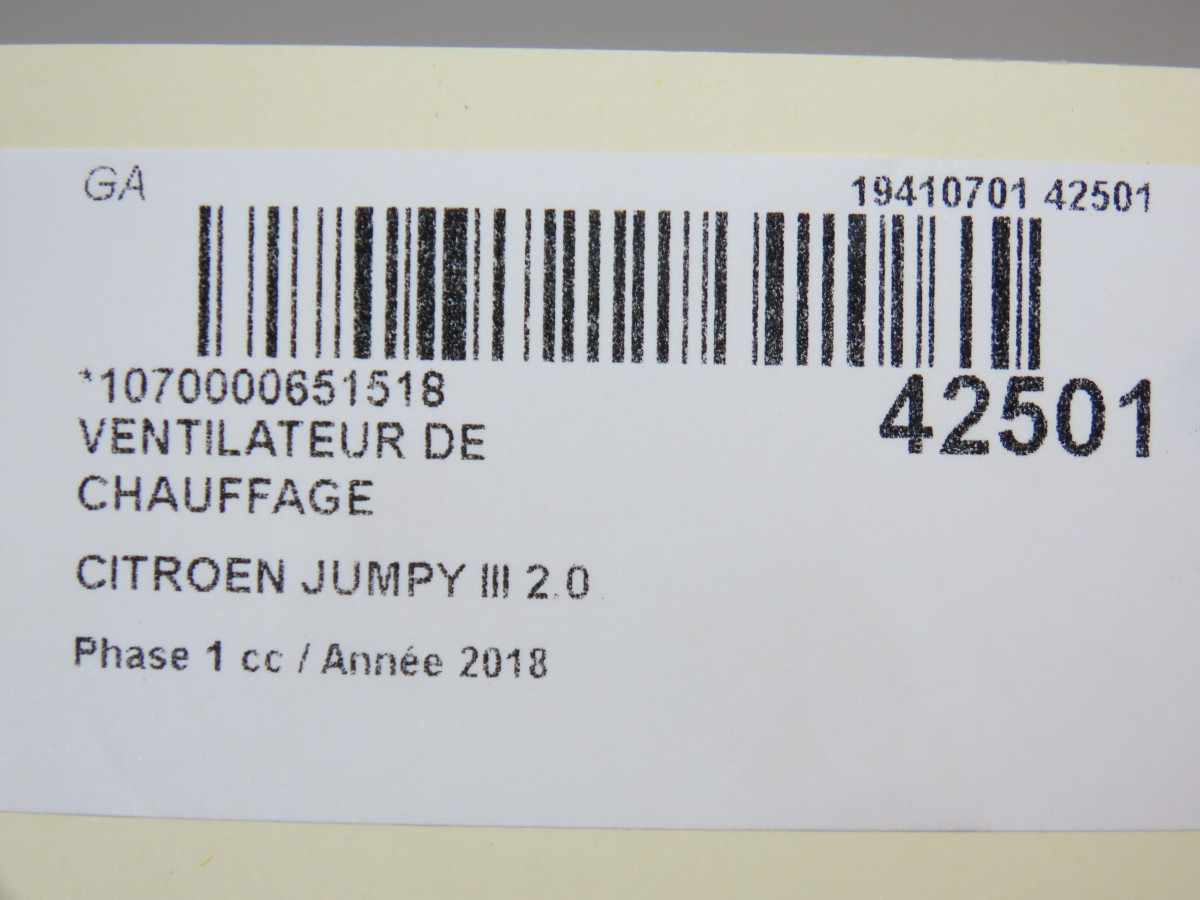 GA
19410701 42501
*1070000651518
42501
VENTILATEUR DE
CHAUFFAGE
CITROEN JUMPY III 2.0
Phase 1 cc / Année 2018